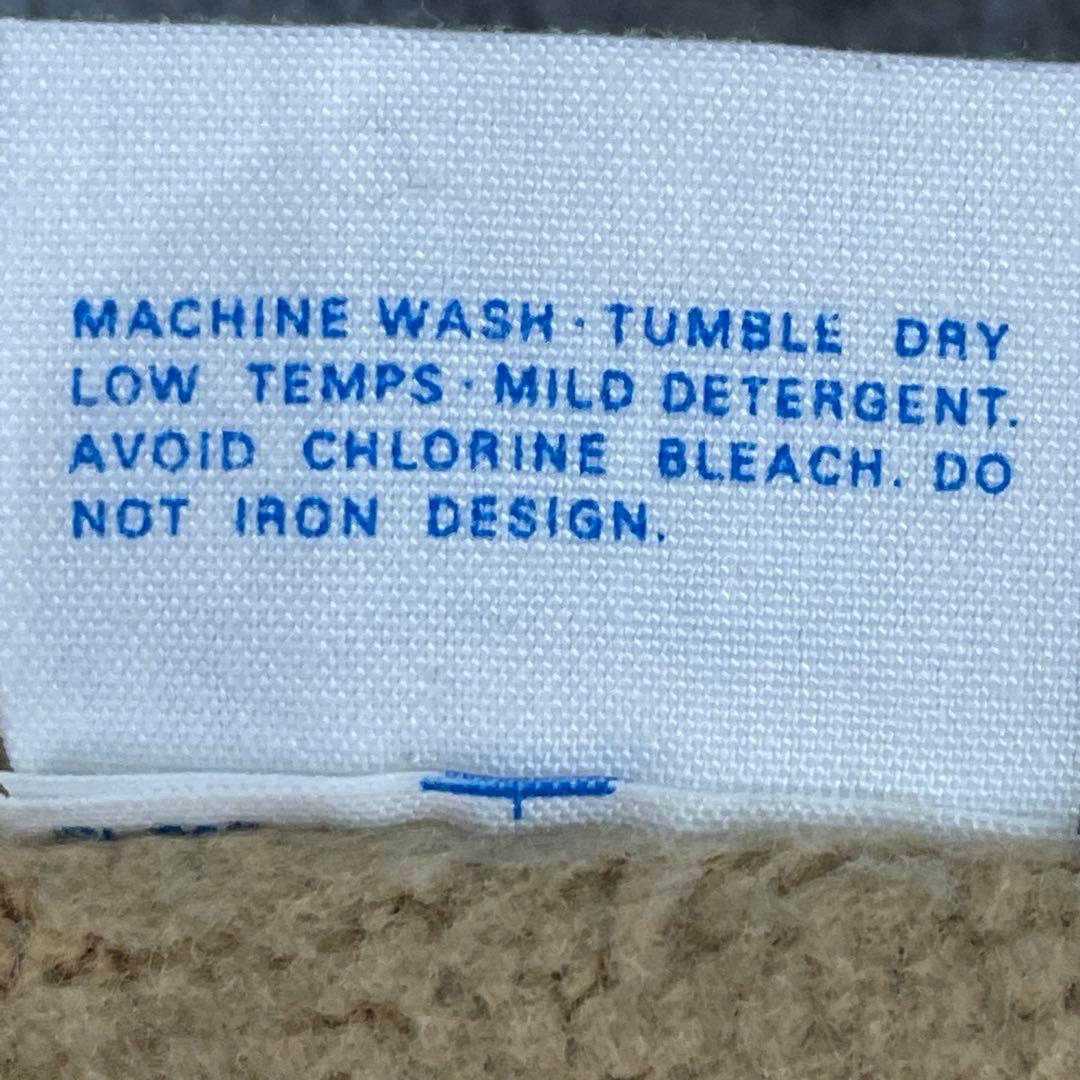 MACHINE WASH · TUMBLE DRY
LOW TEMPS · MILD DETERGENT.
AVOID CHLORINE BLEACH. DO
NOT IRON DESIGN.